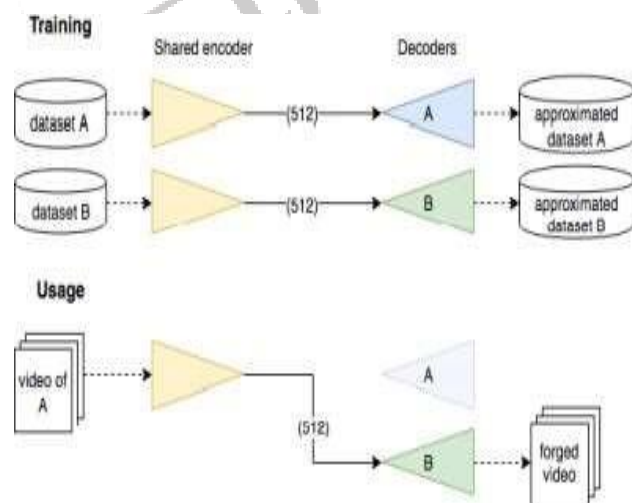 Training
Shared encoder
Decoders
dataset A
(512)
A
approximated
dataset A
dataset B
(512)
B
approximated
dataset B
Usage
video of
A
A
(512)
B
forged
video